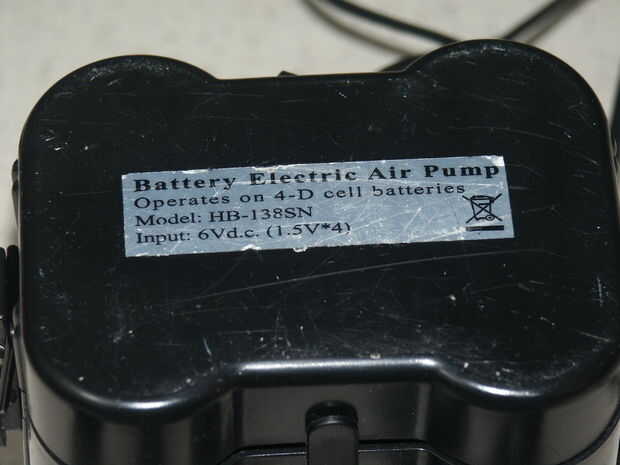 Battery Electric Air Pump
Operates on 4-D cell batteries
Model: HB-138SN
Input: 6Vd.c. (1.5V*4)